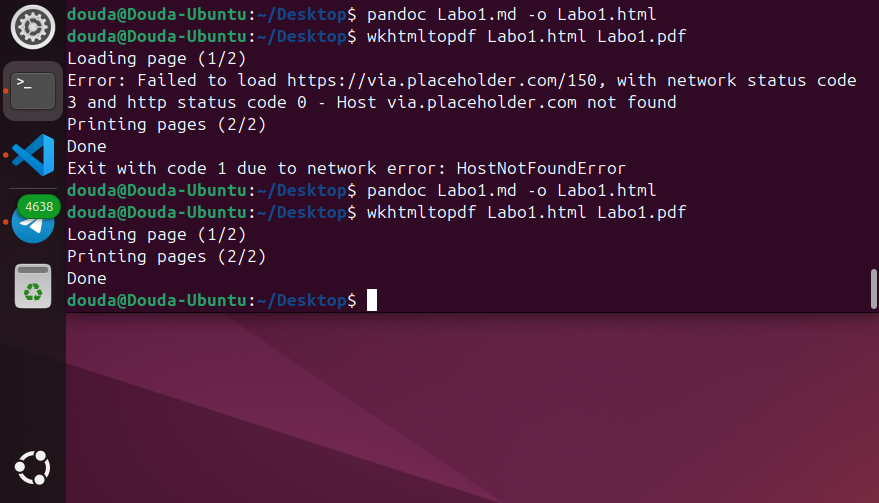 douda@Douda-Ubuntu:~/Desktop$ pandoc Labo1.md -o Labo1.html
douda@Douda-Ubuntu:~/Desktop$ wkhtmltopdf Labo1.html Labo1.pdf
Loading page (1/2)
Error: Failed to load https://via.placeholder.com/150, with network status code
3 and http status code 0 - Host via.placeholder.com not found
Printing pages (2/2)
Done
Exit with code 1 due to network error: HostNotFoundError
douda@Douda-Ubuntu:~/Desktop$ pandoc Labo1.md -o Labo1.html
douda@Douda-Ubuntu:~/Desktop$ wkhtmltopdf Labo1.html Labo1.pdf
Loading page (1/2)
Printing pages (2/2)
Done
douda@Douda-Ubuntu:~/Desktop$
>_
4638